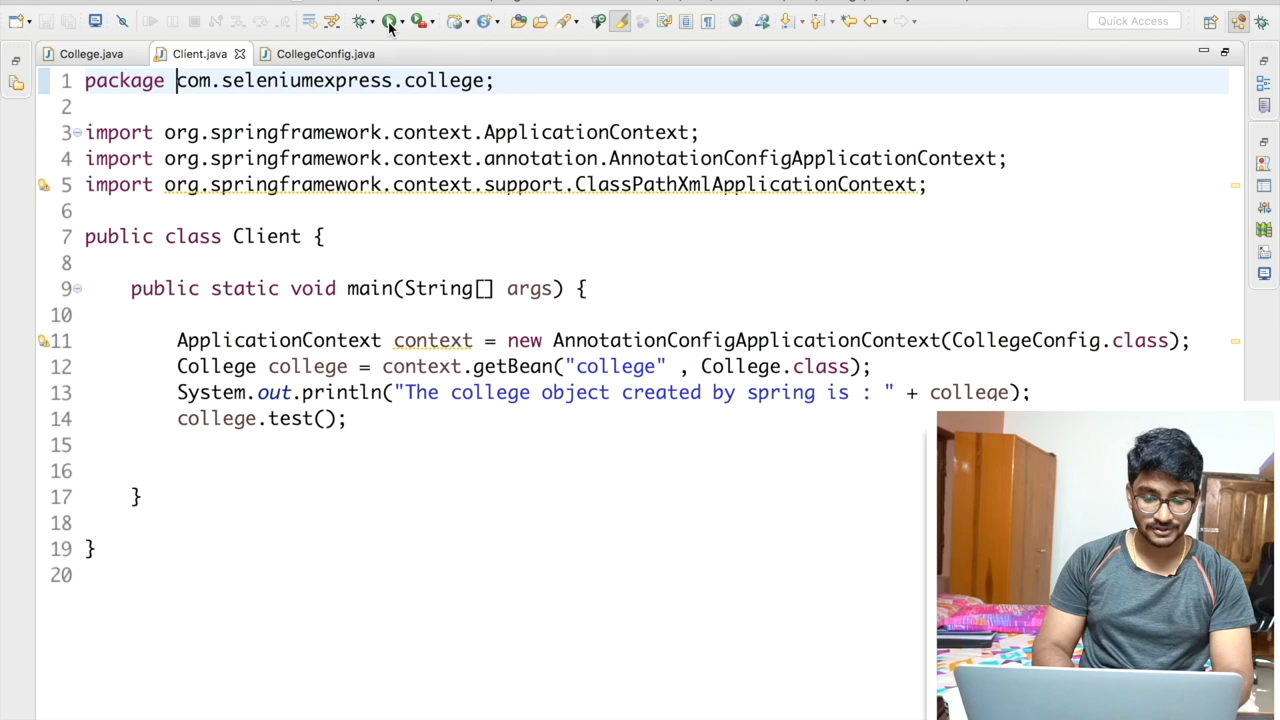 Quick Access
College.java
Client.java
CollegeConfig.java
1 package com.seleniumexpress.college;
2
3 import org.springframework.context.ApplicationContext;
4 import org.springframework.context.annotation.AnnotationConfigApplicationContext;
5 import org.springframework.context.support.ClassPathXmlApplicationContext;
6
7 public class Client {
8
9 public static void main(String[] args) {
10
11 ApplicationContext context = new AnnotationConfigApplicationContext(CollegeConfig.class);
12 College college = context.getBean("college" , College.class);
13 System.out.println("The college object created by spring is : " + college);
14 college.test();
15
16
17 }
18
19 }
20